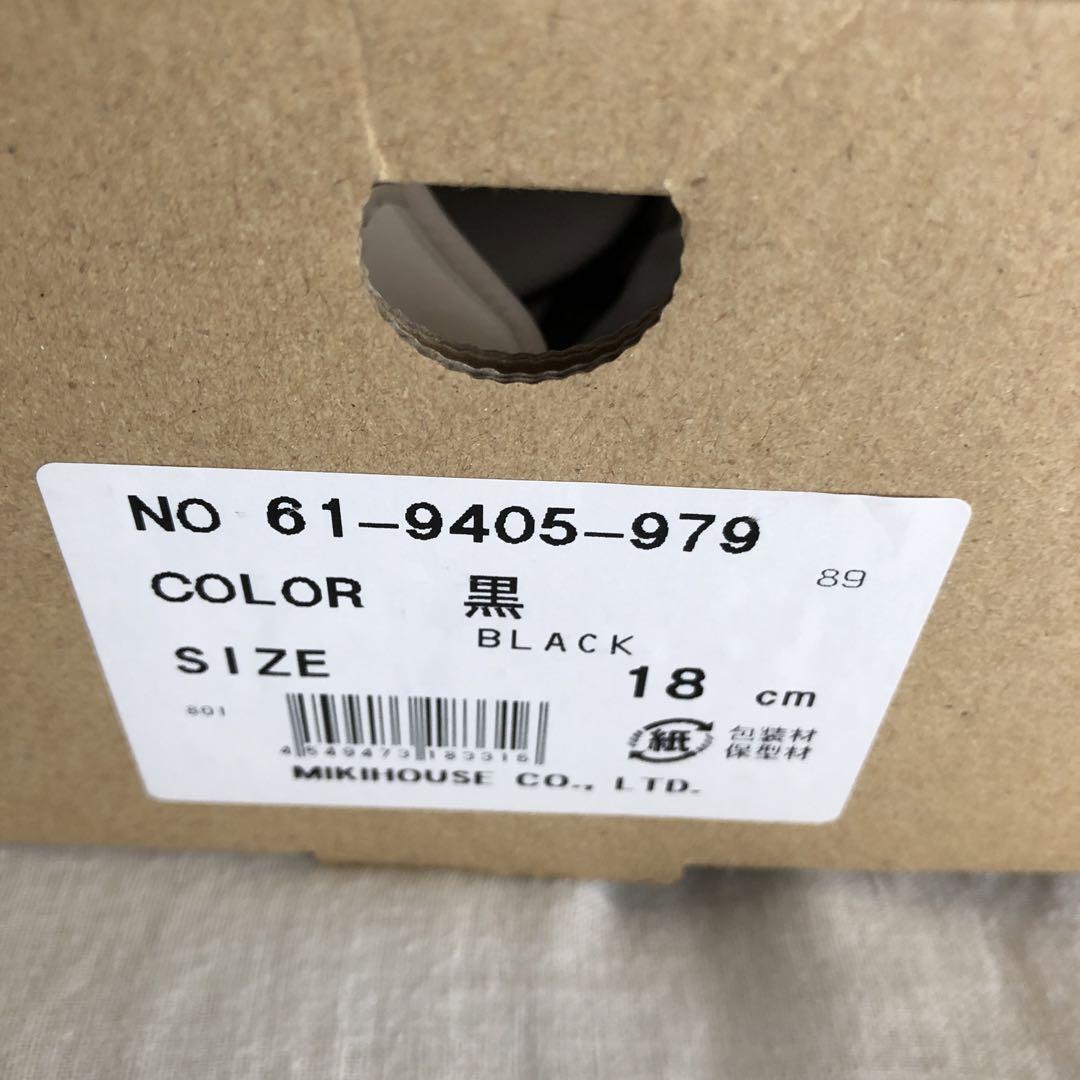 NO 61-9405-979
89
COLOR 黒
BLACK
SIZE 18 cm
801
4549473183316
紙 包装材
保型材
MIKIHOUSE CO., LTD.